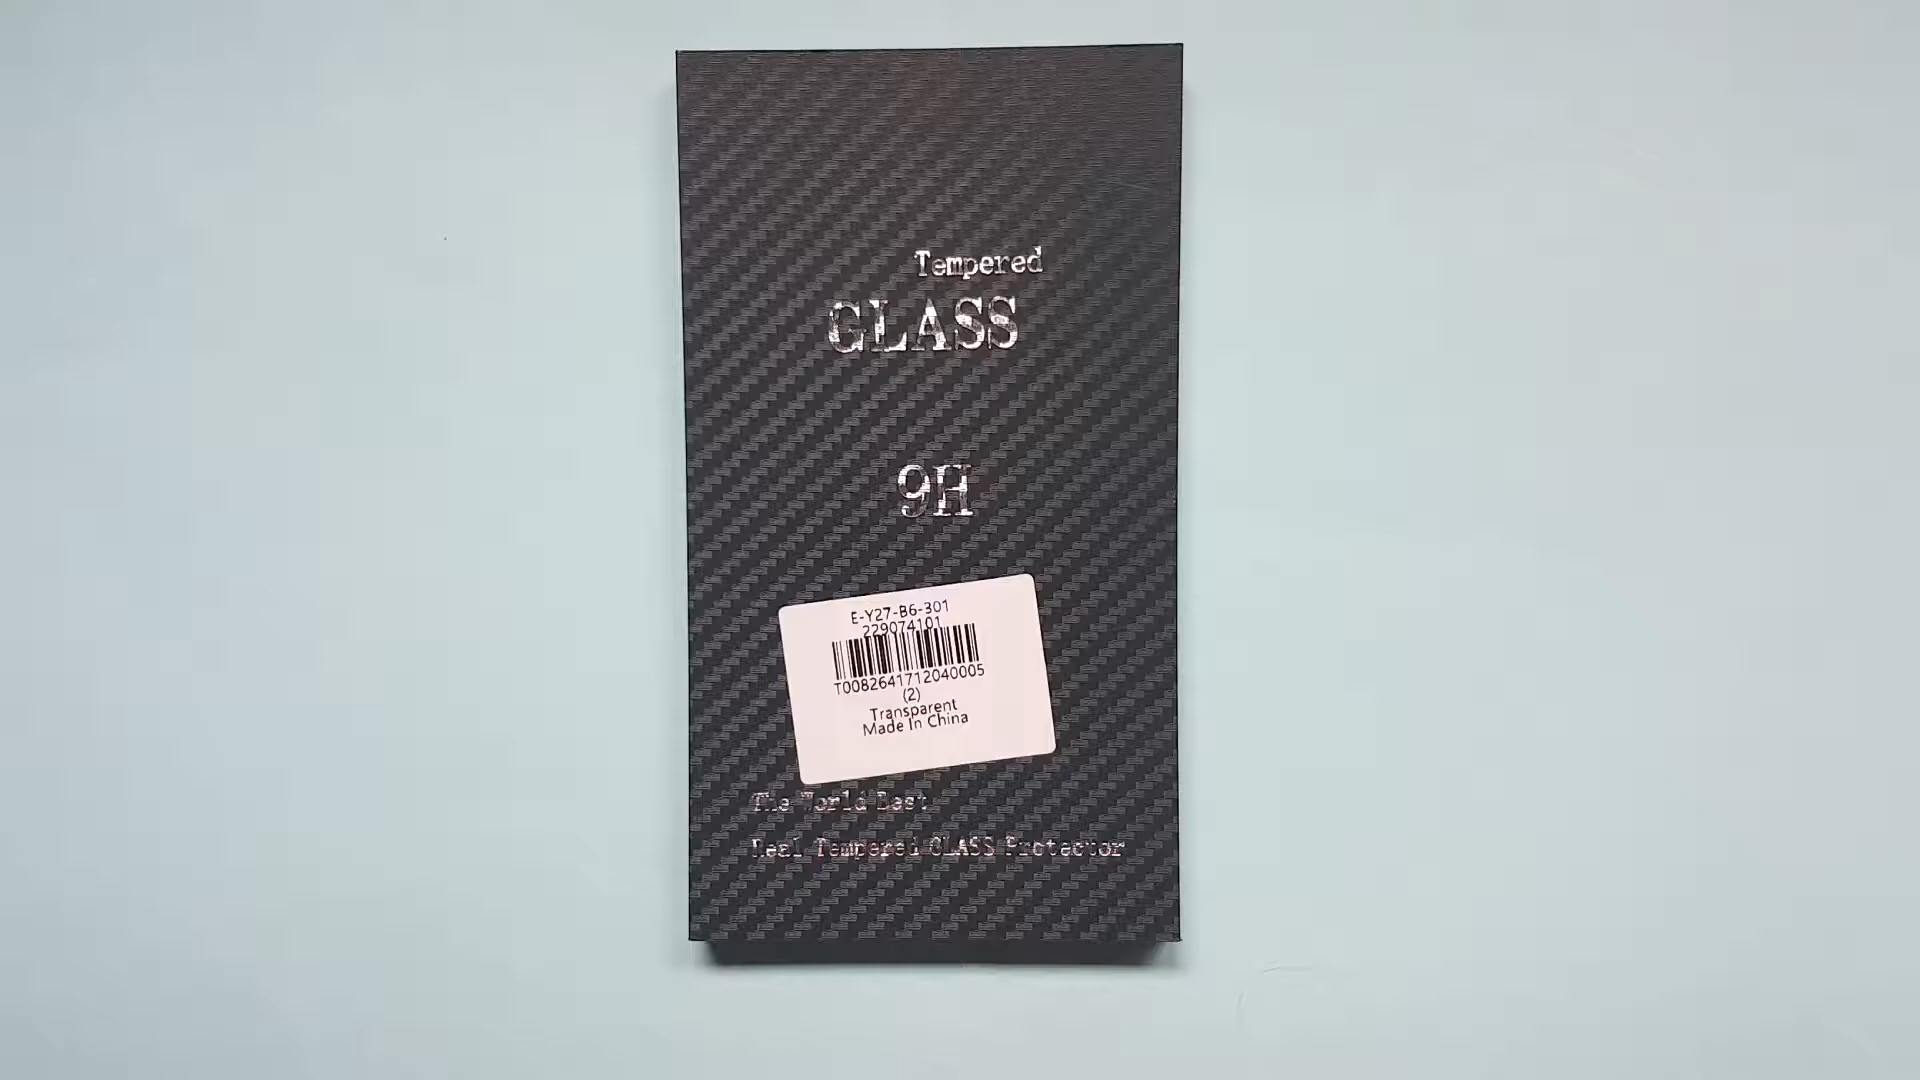 Tempered
GLASS
9H
E-Y27-B6-301
229074101
T0082641712040005
(2)
Transparent
Made In China
The World Best
Real Tempered GLASS Protector